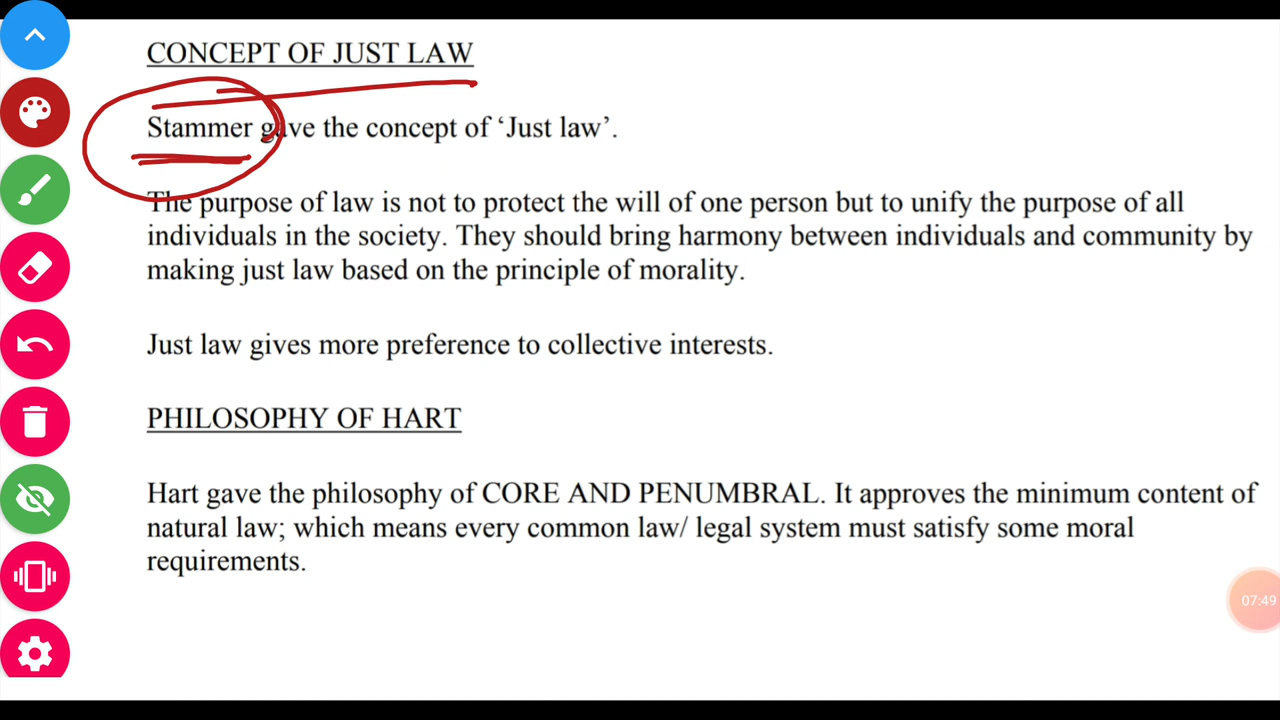 CONCEPT OF JUST LAW
Stammer gave the concept of ‘Just law’.
The purpose of law is not to protect the will of one person but to unify the purpose of all
individuals in the society. They should bring harmony between individuals and community by
making just law based on the principle of morality.
Just law gives more preference to collective interests.
PHILOSOPHY OF HART
Hart gave the philosophy of CORE AND PENUMBRAL. It approves the minimum content of
natural law; which means every common law/ legal system must satisfy some moral
requirements.
07:49